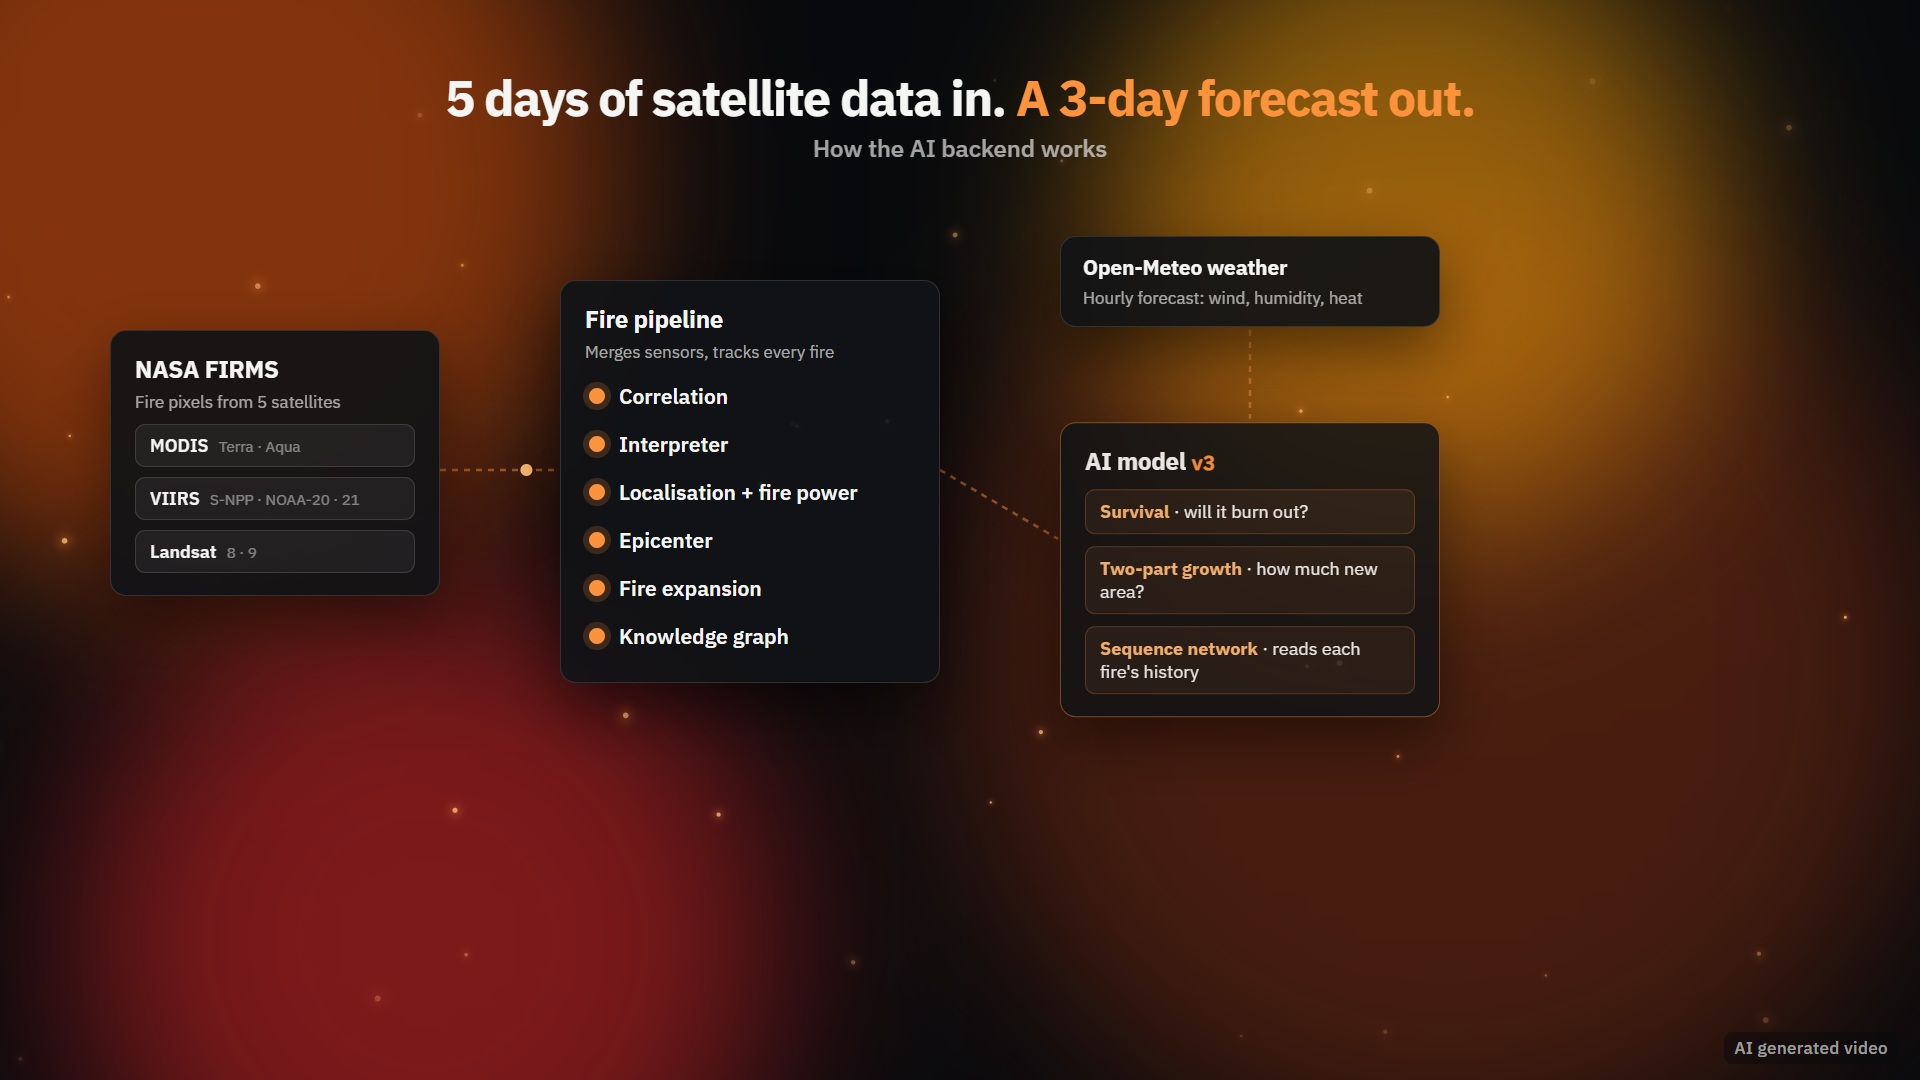 5 days of satellite data in. A 3-day forecast out.
How the AI backend works
NASA FIRMS
Fire pixels from 5 satellites
MODIS Terra · Aqua
VIIRS S-NPP · NOAA-20 · 21
Landsat 8 · 9
Fire pipeline
Merges sensors, tracks every fire
Correlation
Interpreter
Localisation + fire power
Epicenter
Fire expansion
Knowledge graph
Open-Meteo weather
Hourly forecast: wind, humidity, heat
AI model v3
Survival · will it burn out?
Two-part growth · how much new
area?
Sequence network · reads each
fire's history
AI generated video